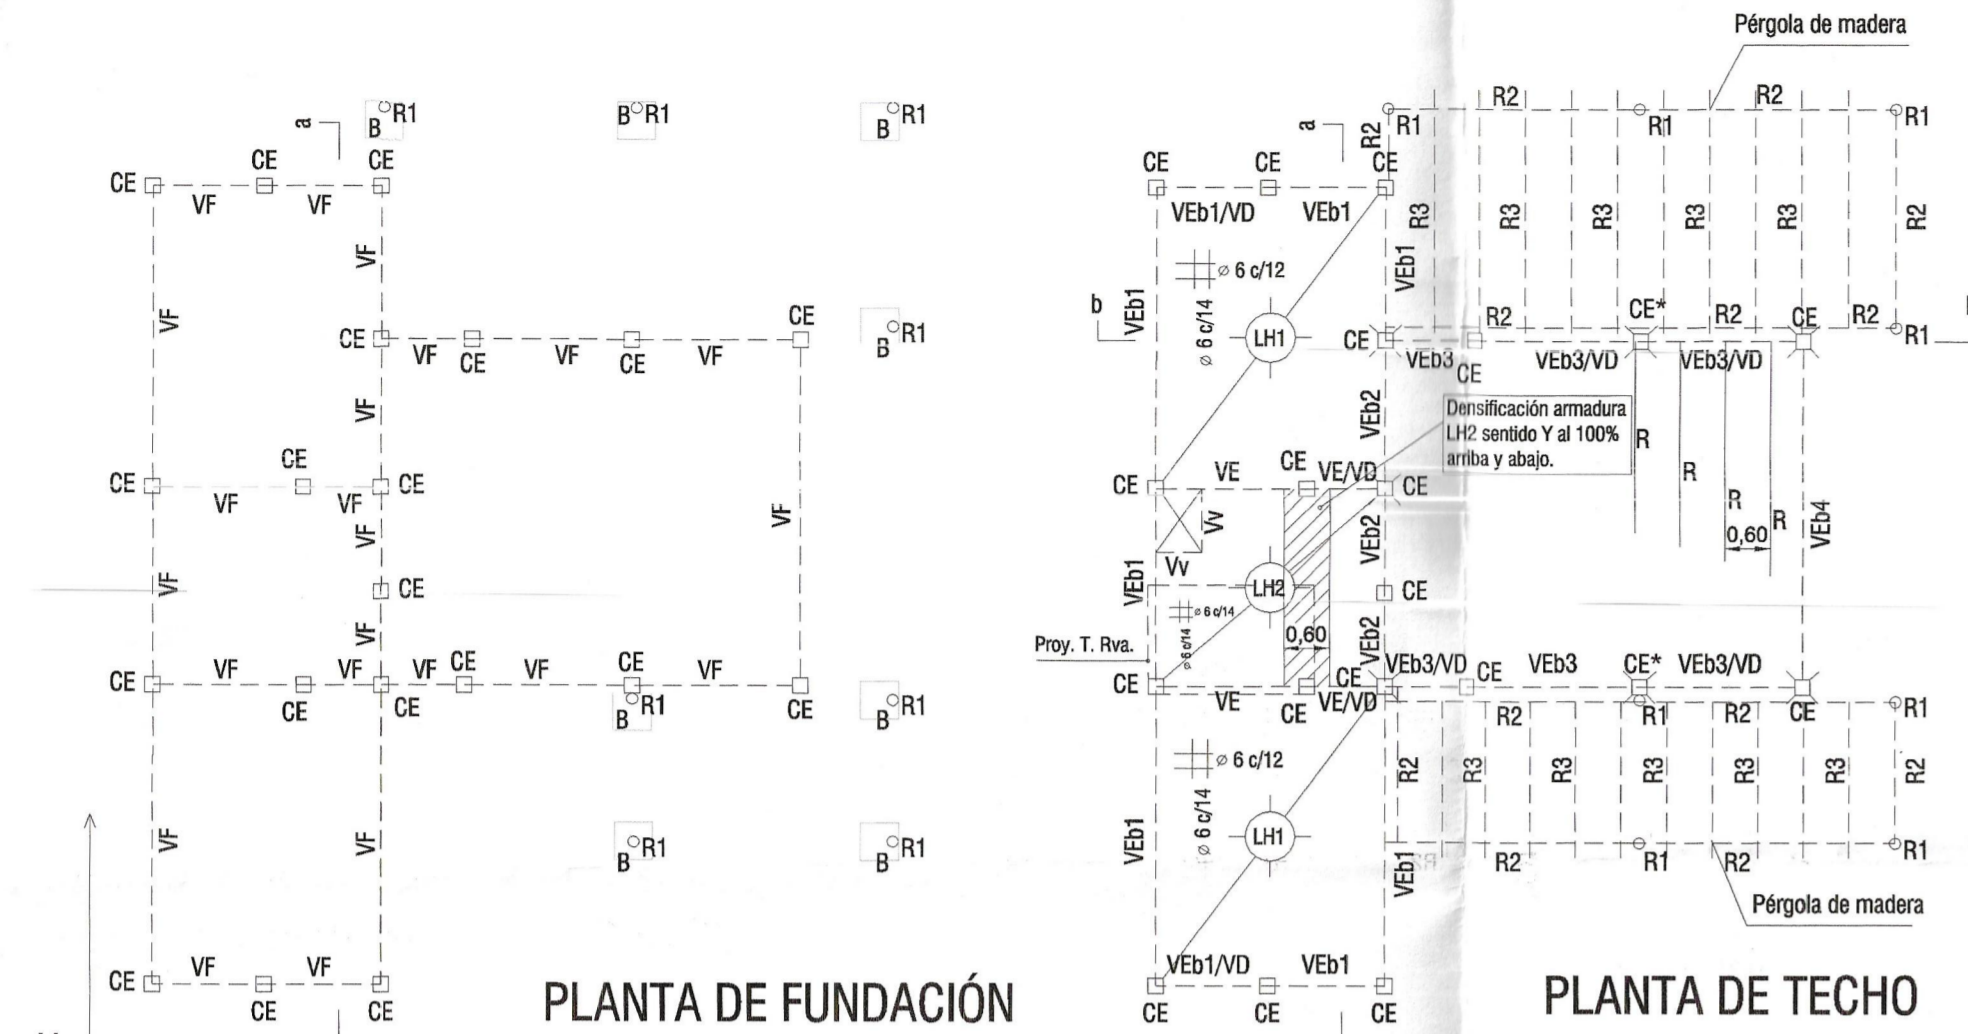 Pérgola de madera
R1
B
B
R1
R1
B
a
CE
CE
CE
VF
VF
VF
VF
CE
CE
VF
VF
VF
CE
CE
R1
B
VF
CE
CE
CE
VF
VF
VF
VF
CE
VF
VF
CE
VF
VF
VF
CE
VF
CE
VF
CE
CE
CE
CE
R1
B
R1
B
VF
VF
R1
B
R1
B
CE
VF
VF
CE
CE
PLANTA DE FUNDACIÓN
a
R2
R1
R2
R1
R2
R1
CE
CE
CE
VEb1/VD
VEb1
R3
R3
R3
R3
R3
R2
ø 6 c/12
VEb1
b
VEb1
ø 6 c/14
LH1
CE
R2
CE*
R2
CE
R2
R1
VEb3
CE
VEb3/VD
VEb3/VD
VEb2
Densificación armadura
LH2 sentido Y al 100%
arriba y abajo.
R
R
R
R
0,60
VEb4
CE
VE
CE
VE/VD
CE
Vv
Vv
VEb2
VEb1
LH2
CE
ø 6 c/14
ø 6 c/14
0,60
VEb2
Proy. T. Rva.
CE
VE
CE
CE
VE/VD
VEb3/VD
CE
VEb3
CE*
VEb3/VD
CE
R2
R1
R2
R1
ø 6 c/12
R2
R3
R3
R3
R3
R3
R2
ø 6 c/14
VEb1
LH1
VEb1
R2
R1
R2
R1
Pérgola de madera
VEb1/VD
VEb1
CE
CE
CE
PLANTA DE TECHO